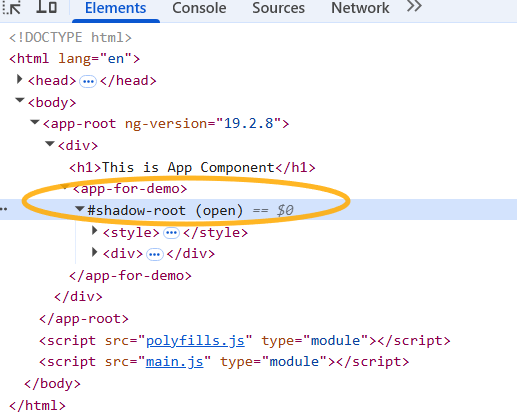 Elements Console Sources Network
<!DOCTYPE html>
<html lang="en">
<head> ··· </head>
<body>
<app-root ng-version="19.2.8">
<div>
<h1>This is App Component</h1>
<app-for-demo>
··· #shadow-root (open) == $0
<style> ··· </style>
<div> ··· </div>
</app-for-demo>
</div>
</app-root>
<script src="polyfills.js" type="module"></script>
<script src="main.js" type="module"></script>
</body>
</html>